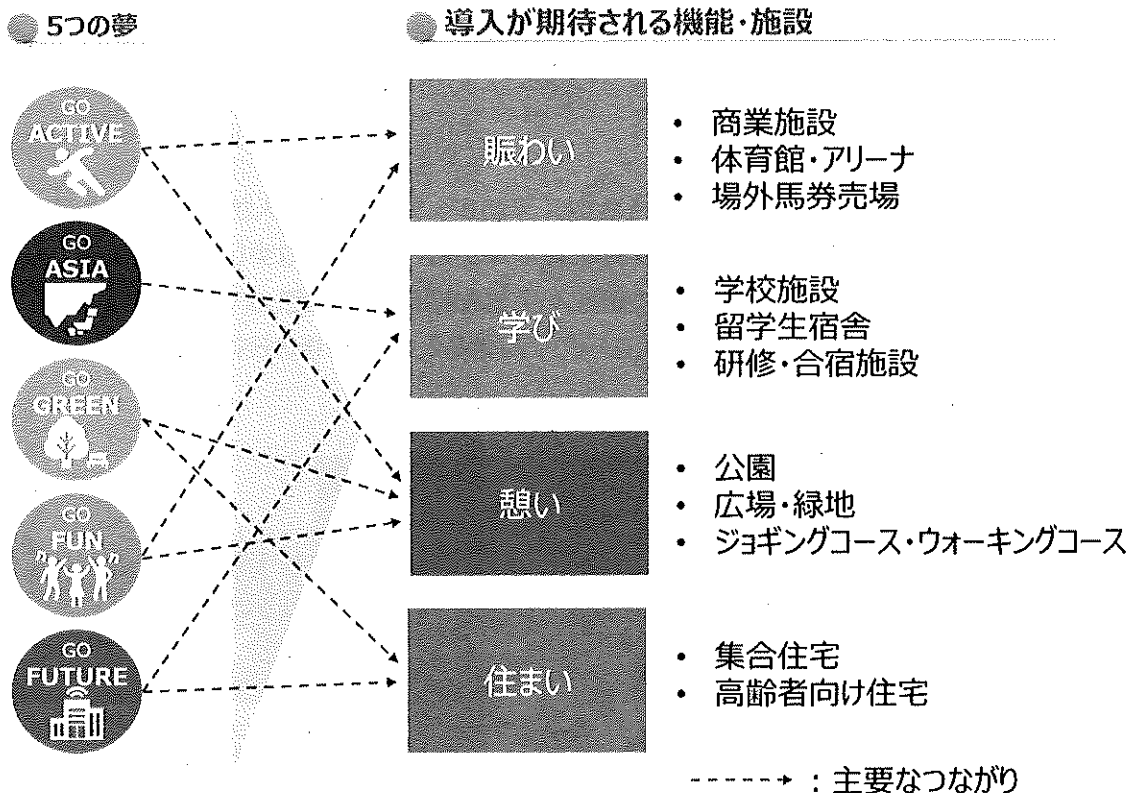 5つの夢
導入が期待される機能・施設
GO
ACTIVE
GO
ASIA
GO
GREEN
GO
FUN
GO
FUTURE
賑わい
• 商業施設
• 体育館・アリーナ
• 場外馬券売場
学び
• 学校施設
• 留学生宿舎
• 研修・合宿施設
憩い
• 公園
• 広場・緑地
• ジョギングコース・ウォーキングコース
住まい
• 集合住宅
• 高齢者向け住宅
：主要なつながり